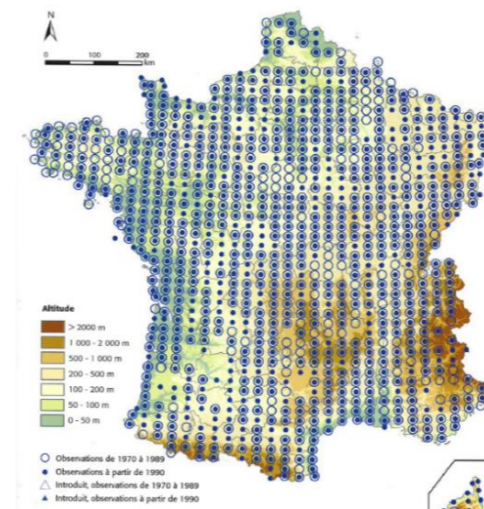 N
0 100 200
km
Altitude
> 2000 m
1 000 - 2 000 m
500 - 1 000 m
200 - 500 m
100 - 200 m
50 - 100 m
0 - 50 m
Observations de 1970 à 1989
Observations à partir de 1990
Introduit, observations de 1970 à 1989
Introduit, observations à partir de 1990